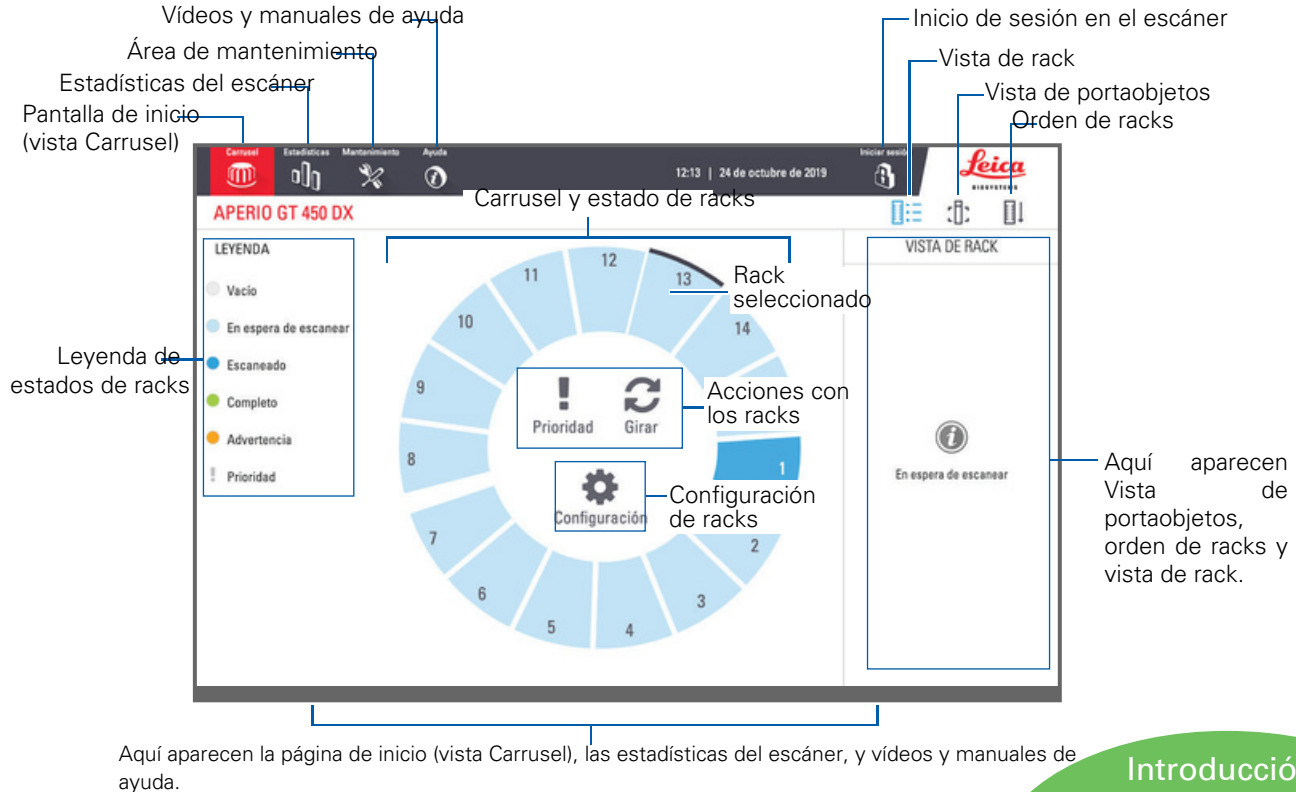 Vídeos y manuales de ayuda
Área de mantenimiento
Estadísticas del escáner
Pantalla de inicio
(vista Carrusel)
Inicio de sesión en el escáner
Vista de rack
Vista de portaobjetos
Orden de racks
Carrusel
Estadísticas
Mantenimiento
Ayuda
12:13 | 24 de octubre de 2019
Iniciar sesión
Leica
BIOSYSTEMS
APERIO GT 450 DX
Carrusel y estado de racks
LEYENDA
Vacío
En espera de escanear
Escaneado
Completo
Advertencia
! Prioridad
Leyenda de
estados de racks
11
12
13
10
14
9
8
1
7
2
6
3
5
4
Rack
seleccionado
Prioridad
Girar
Acciones con
los racks
Configuración
Configuración
de racks
VISTA DE RACK
En espera de escanear
Aquí aparecen
Vista de
portaobjetos,
orden de racks y
vista de rack.
Aquí aparecen la página de inicio (vista Carrusel), las estadísticas del escáner, y vídeos y manuales de
ayuda.
Introducció